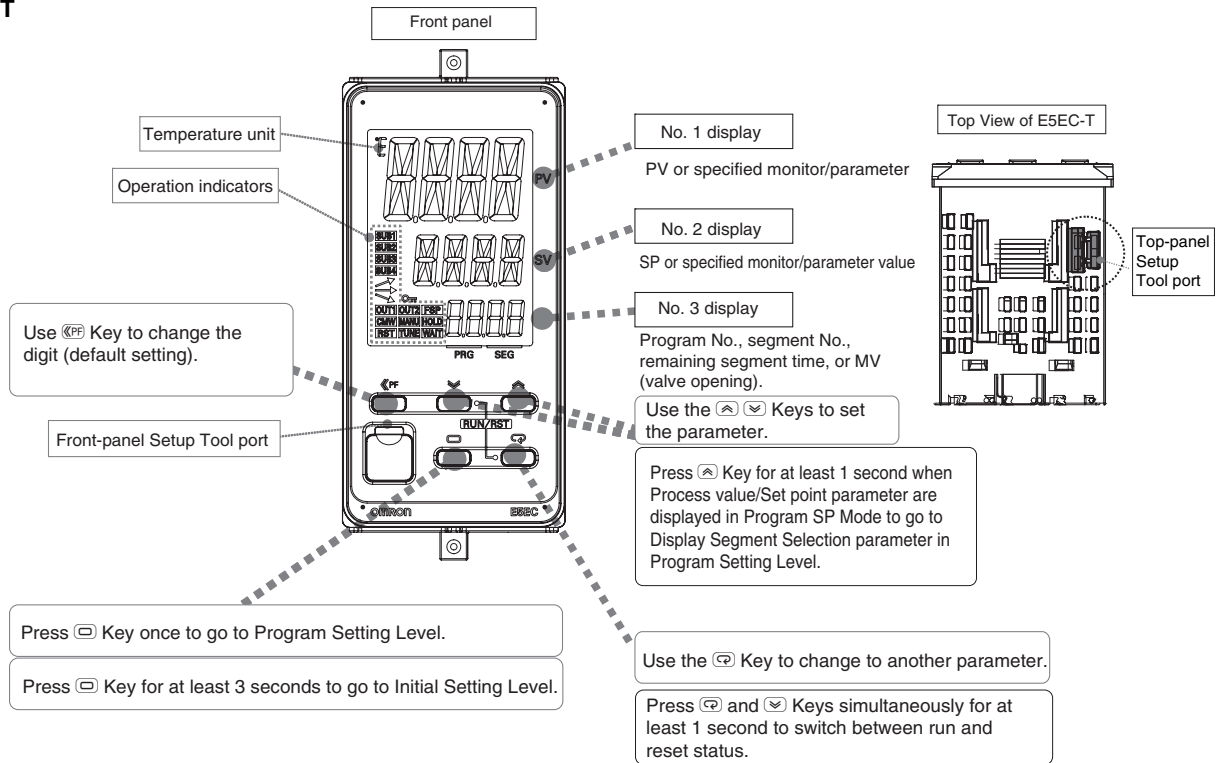 T
Front panel
Temperature unit
Operation indicators
No. 1 display
PV or specified monitor/parameter
PV
SUB1
SUB2
SUB3
SUB4
SV
No. 2 display
SP or specified monitor/parameter value
OUT1 OUT2 FSP
CMW MANU HOLD
RST TUNE WAIT
PRG SEG
No. 3 display
Program No., segment No.,
remaining segment time, or MV
(valve opening).
Use PF Key to change the
digit (default setting).
PF
RUN/RST
Front-panel Setup Tool port
omron E5EC
Use the Keys to set
the parameter.
Press Key for at least 1 second when
Process value/Set point parameter are
displayed in Program SP Mode to go to
Display Segment Selection parameter in
Program Setting Level.
Press Key once to go to Program Setting Level.
Press Key for at least 3 seconds to go to Initial Setting Level.
Use the Key to change to another parameter.
Press and Keys simultaneously for at
least 1 second to switch between run and
reset status.
Top View of E5EC-T
Top-panel
Setup
Tool port